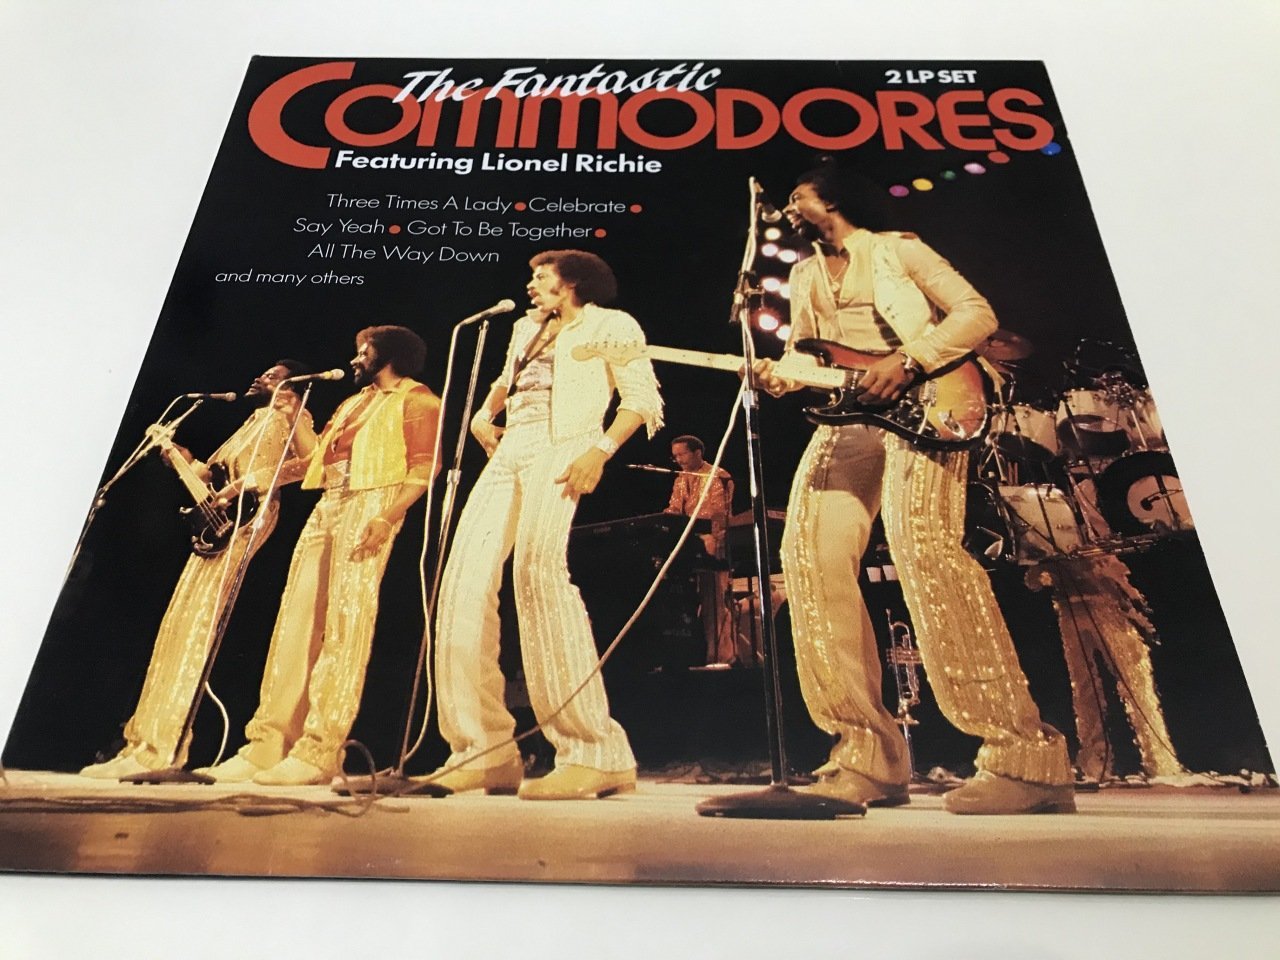 The Fantastic
2 LP SET
COMMODORES
Featuring Lionel Richie
Three Times A Lady • Celebrate •
Say Yeah • Got To Be Together •
All The Way Down
and many others